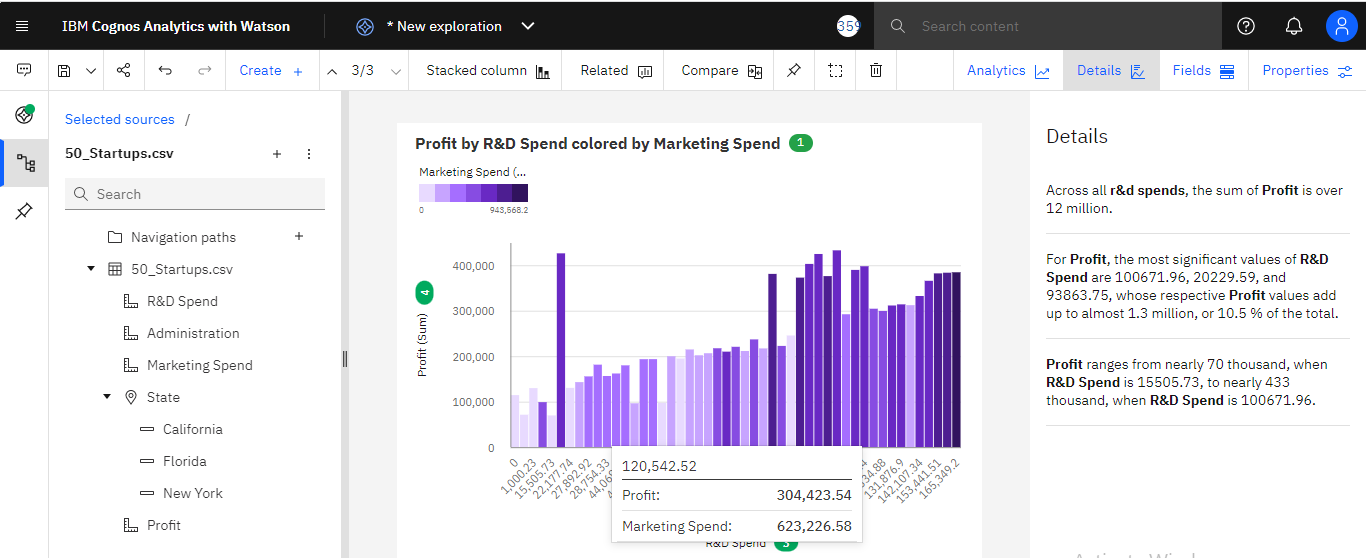 IBM Cognos Analytics with Watson
* New exploration
359
Search content
Create +
3/3
Stacked column
Related
Compare
Analytics
Details
Fields
Properties
Selected sources /
50_Startups.csv
Search
Navigation paths
50_Startups.csv
R&D Spend
Administration
Marketing Spend
State
California
Florida
New York
Profit
Profit by R&D Spend colored by Marketing Spend 1
Marketing Spend (...
0 943,568.2
4
Profit (Sum)
400,000
300,000
200,000
100,000
0
0
1,000.23
15,505.73
22,177.74
27,892.92
28,754.33
131,876.9
142,107.34
153,441.51
165,349.2
120,542.52
Profit: 304,423.54
Marketing Spend: 623,226.58
R&D Spend 3
Details
Across all r&d spends, the sum of Profit is over
12 million.
For Profit, the most significant values of R&D
Spend are 100671.96, 20229.59, and
93863.75, whose respective Profit values add
up to almost 1.3 million, or 10.5 % of the total.
Profit ranges from nearly 70 thousand, when
R&D Spend is 15505.73, to nearly 433
thousand, when R&D Spend is 100671.96.